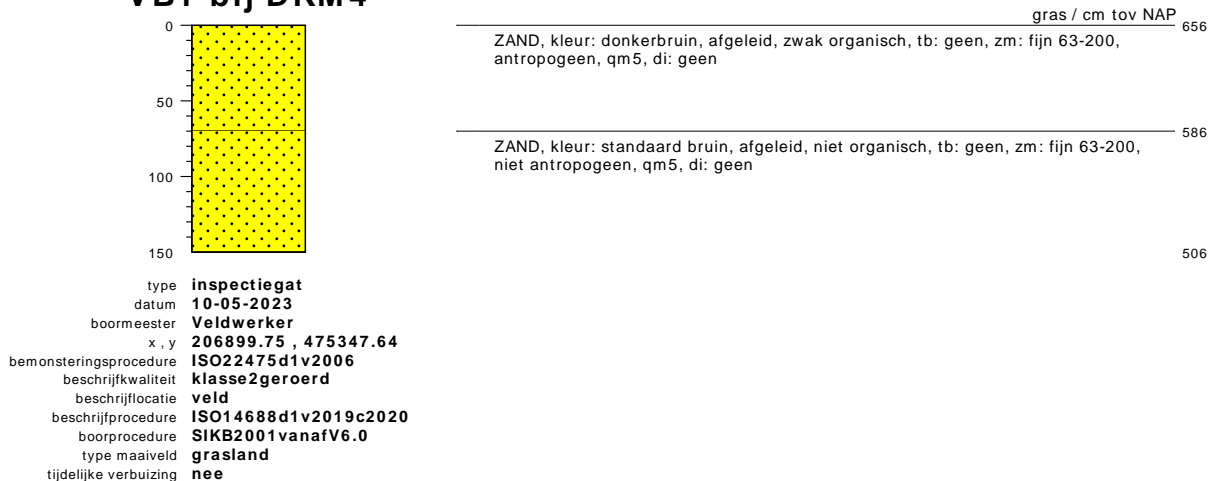 gras / cm tov NAP
0 656
ZAND, kleur: donkerbruin, afgeleid, zwak organisch, tb: geen, zm: fijn 63-200,
antropogeen, qm5, di: geen
50
586
ZAND, kleur: standaard bruin, afgeleid, niet organisch, tb: geen, zm: fijn 63-200,
niet antropogeen, qm5, di: geen
100
150 506
type inspectiegat
datum 10-05-2023
boormeester Veldwerker
x , y 206899.75 , 475347.64
bemonsteringsprocedure ISO22475d1v2006
beschrijfkwaliteit klasse2geroerd
beschrijflocatie veld
beschrijfprocedure ISO14688d1v2019c2020
boorprocedure SIKB2001vanafV6.0
type maaiveld grasland
tijdelijke verbuizing nee